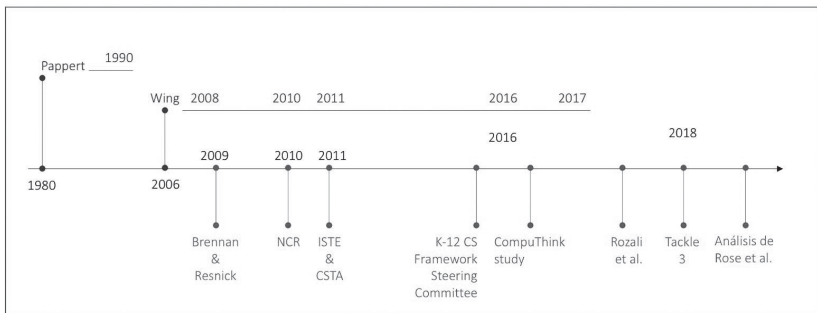 Pappert 1990
Wing 2008 2010 2011 2016 2017
2016 2018
2009 2010 2011
1980 2006
Brennan
&
Resnick
NCR
ISTE
&
CSTA
K-12 CS
Framework
Steering
Committee
CompuThink
study
Rozali
et al.
Tackle
3
Análisis de
Rose et al.